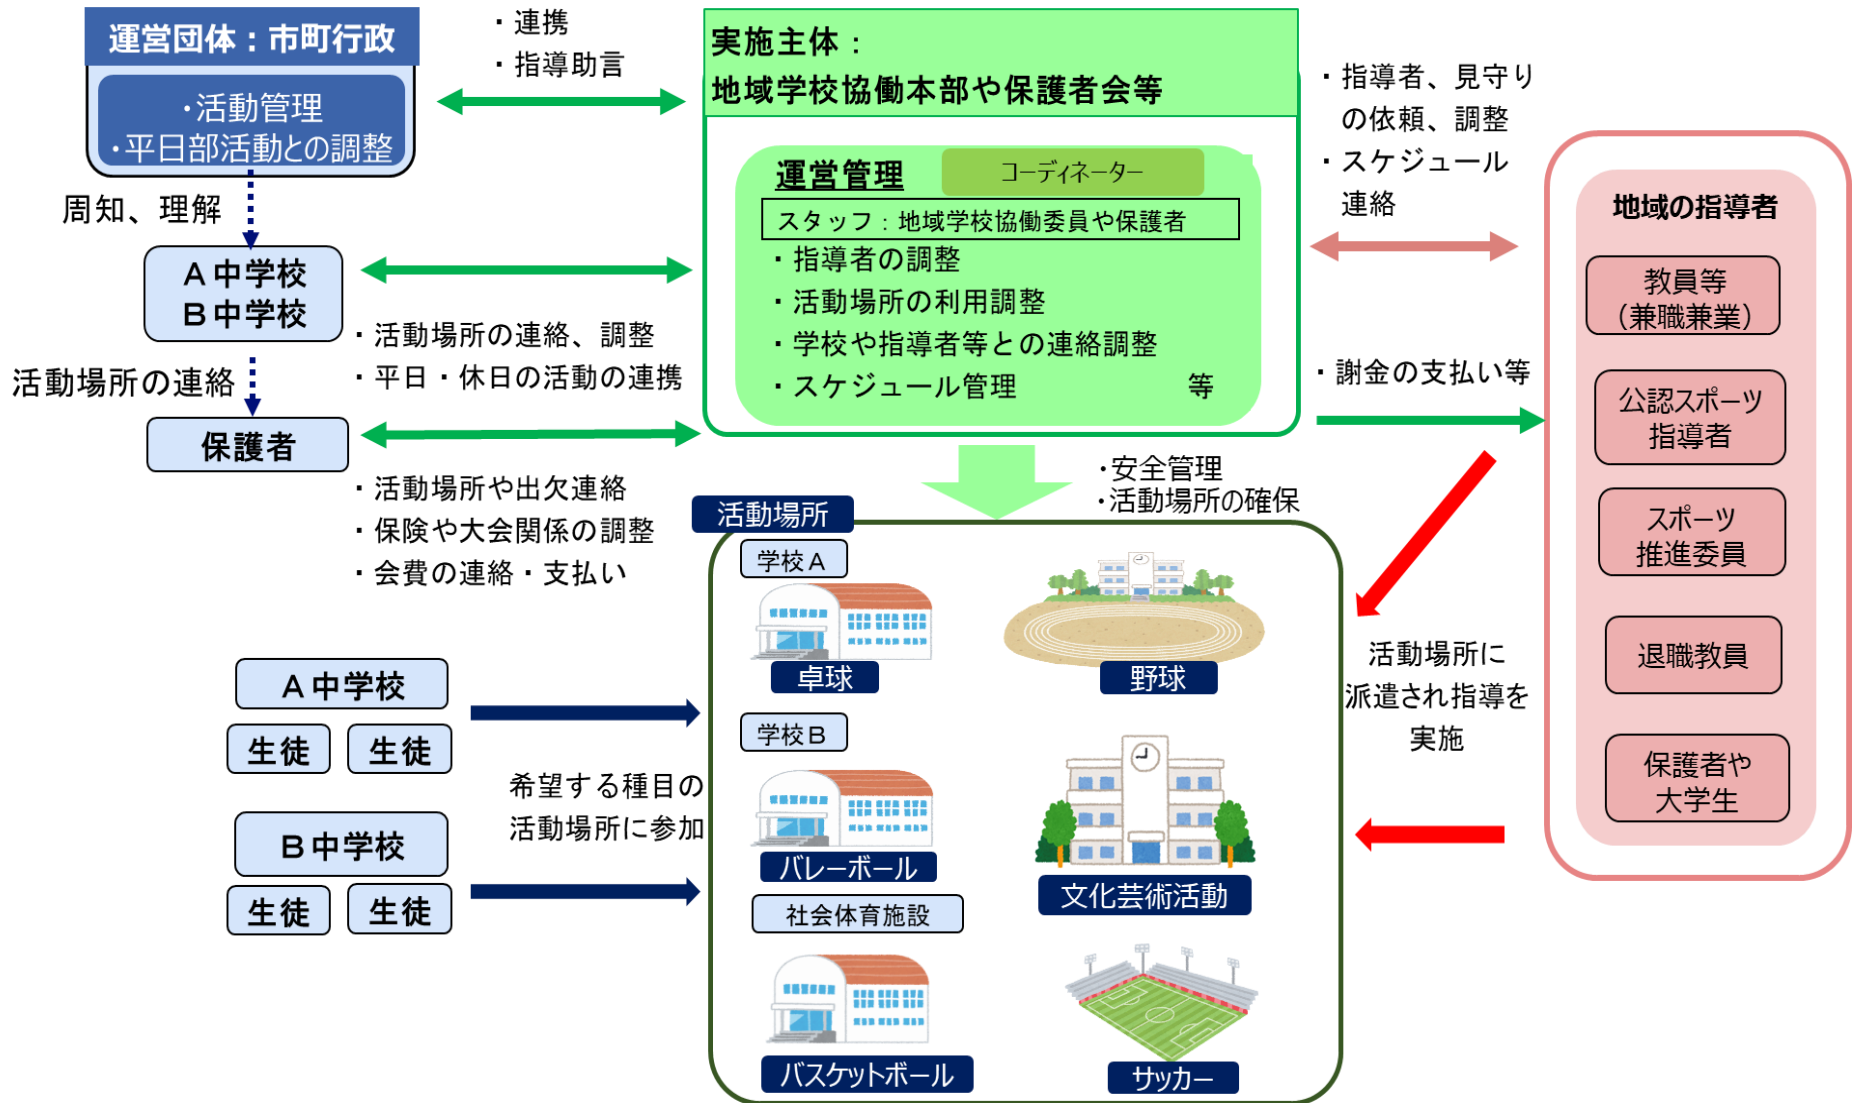 運営団体：市町行政
・活動管理
・平日部活動との調整
・連携
・指導助言
実施主体：
地域学校協働本部や保護者会等
運営管理
コーディネーター
スタッフ：地域学校協働委員や保護者
・指導者の調整
・活動場所の利用調整
・学校や指導者等との連絡調整
・スケジュール管理　等
・指導者、見守り
の依頼、調整
・スケジュール
連絡
地域の指導者
教員等
（兼職兼業）
公認スポーツ
指導者
スポーツ
推進委員
退職教員
保護者や
大学生
周知、理解
Ａ中学校
Ｂ中学校
・活動場所の連絡、調整
・平日・休日の活動の連携
活動場所の連絡
保護者
・活動場所や出欠連絡
・保険や大会関係の調整
・会費の連絡・支払い
・謝金の支払い等
・安全管理
・活動場所の確保
活動場所
学校Ａ
卓球
野球
学校Ｂ
バレーボール
文化芸術活動
社会体育施設
バスケットボール
サッカー
活動場所に
派遣され指導を
実施
Ａ中学校
生徒
生徒
Ｂ中学校
生徒
生徒
希望する種目の
活動場所に参加